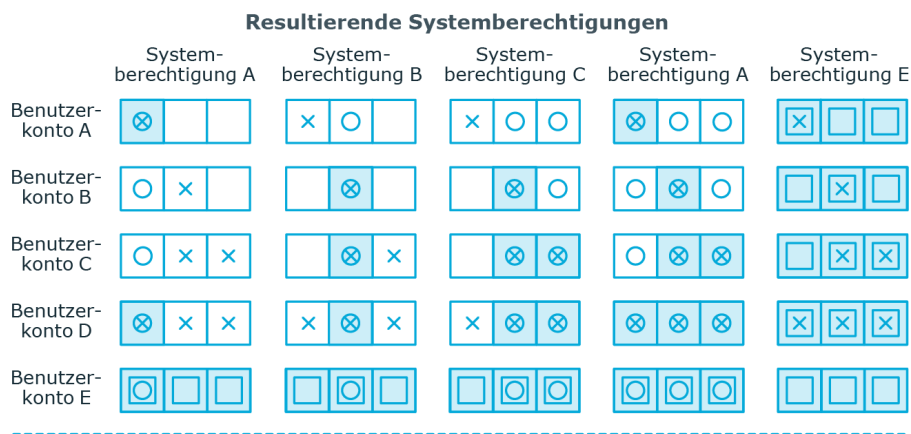 Resultierende Systemberechtigungen
System-
berechtigung A
System-
berechtigung B
System-
berechtigung C
System-
berechtigung A
System-
berechtigung E
Benutzer-
konto A
Benutzer-
konto B
Benutzer-
konto C
Benutzer-
konto D
Benutzer-
konto E